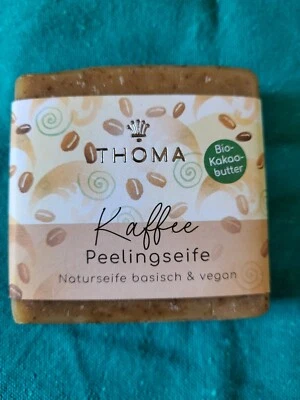 THOMA
Bio-
Kakao-
butter
Kaffee
Peelingseife
Naturseife basisch & vegan